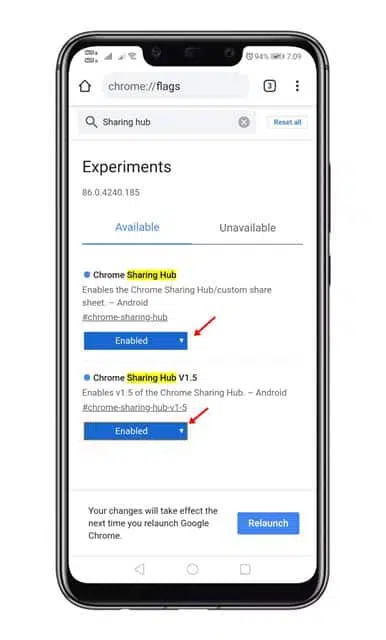 94% 7:09
chrome://flags
3
Sharing hub
Reset all
Experiments
86.0.4240.185
Available
Unavailable
Chrome Sharing Hub
Enables the Chrome Sharing Hub/custom share
sheet. – Android
#chrome-sharing-hub
Enabled
Chrome Sharing Hub V1.5
Enables v1.5 of the Chrome Sharing Hub. – Android
#chrome-sharing-hub-v1-5
Enabled
Your changes will take effect the
next time you relaunch Google
Chrome.
Relaunch